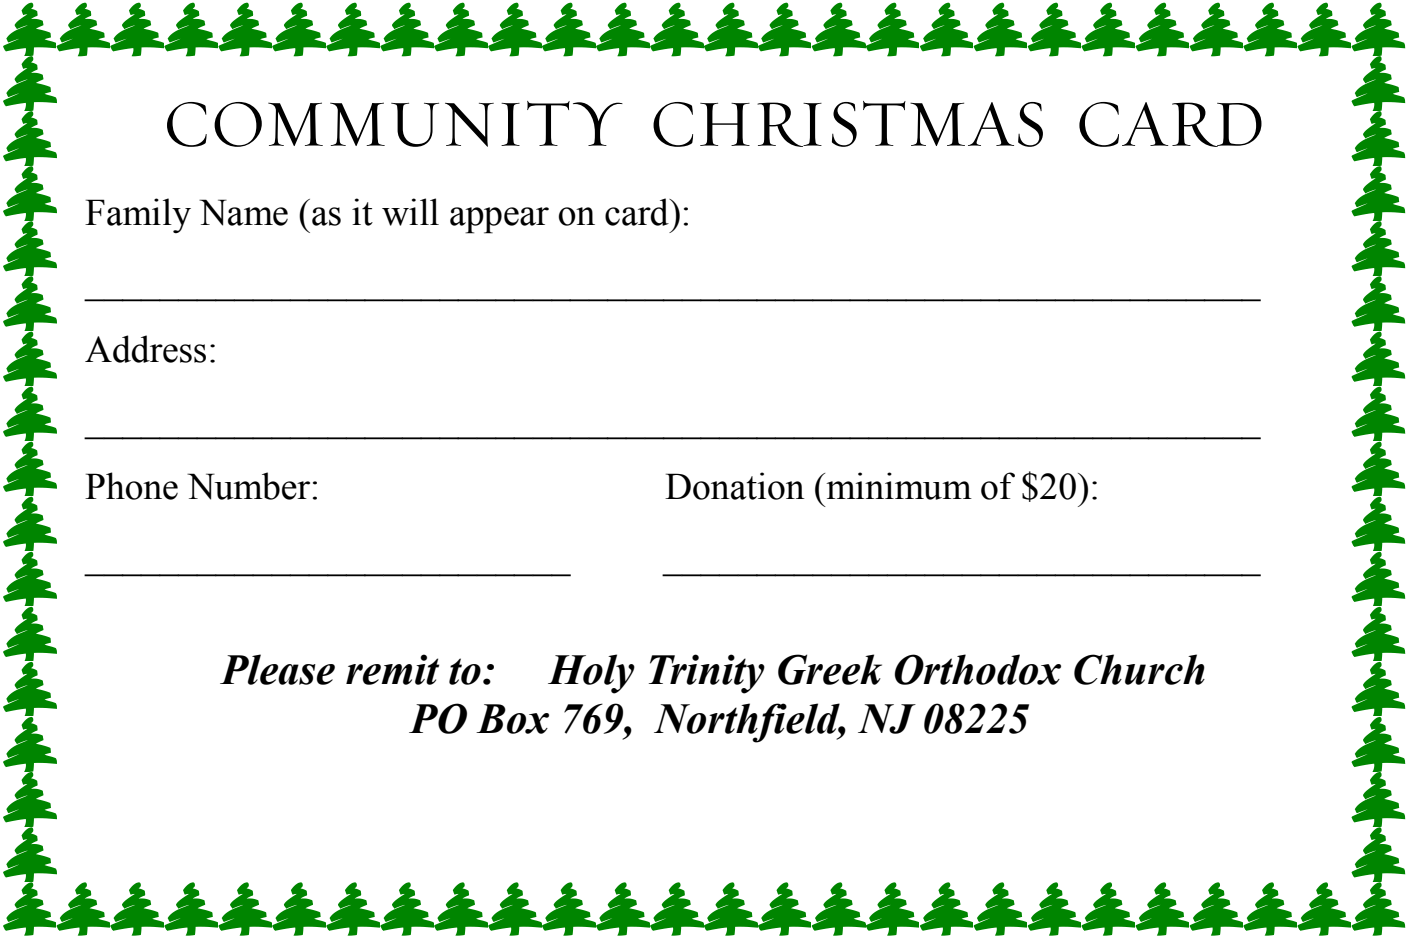 COMMUNITY CHRISTMAS CARD
Family Name (as it will appear on card):
Address:
Phone Number: Donation (minimum of $20):
Please remit to: Holy Trinity Greek Orthodox Church
PO Box 769, Northfield, NJ 08225